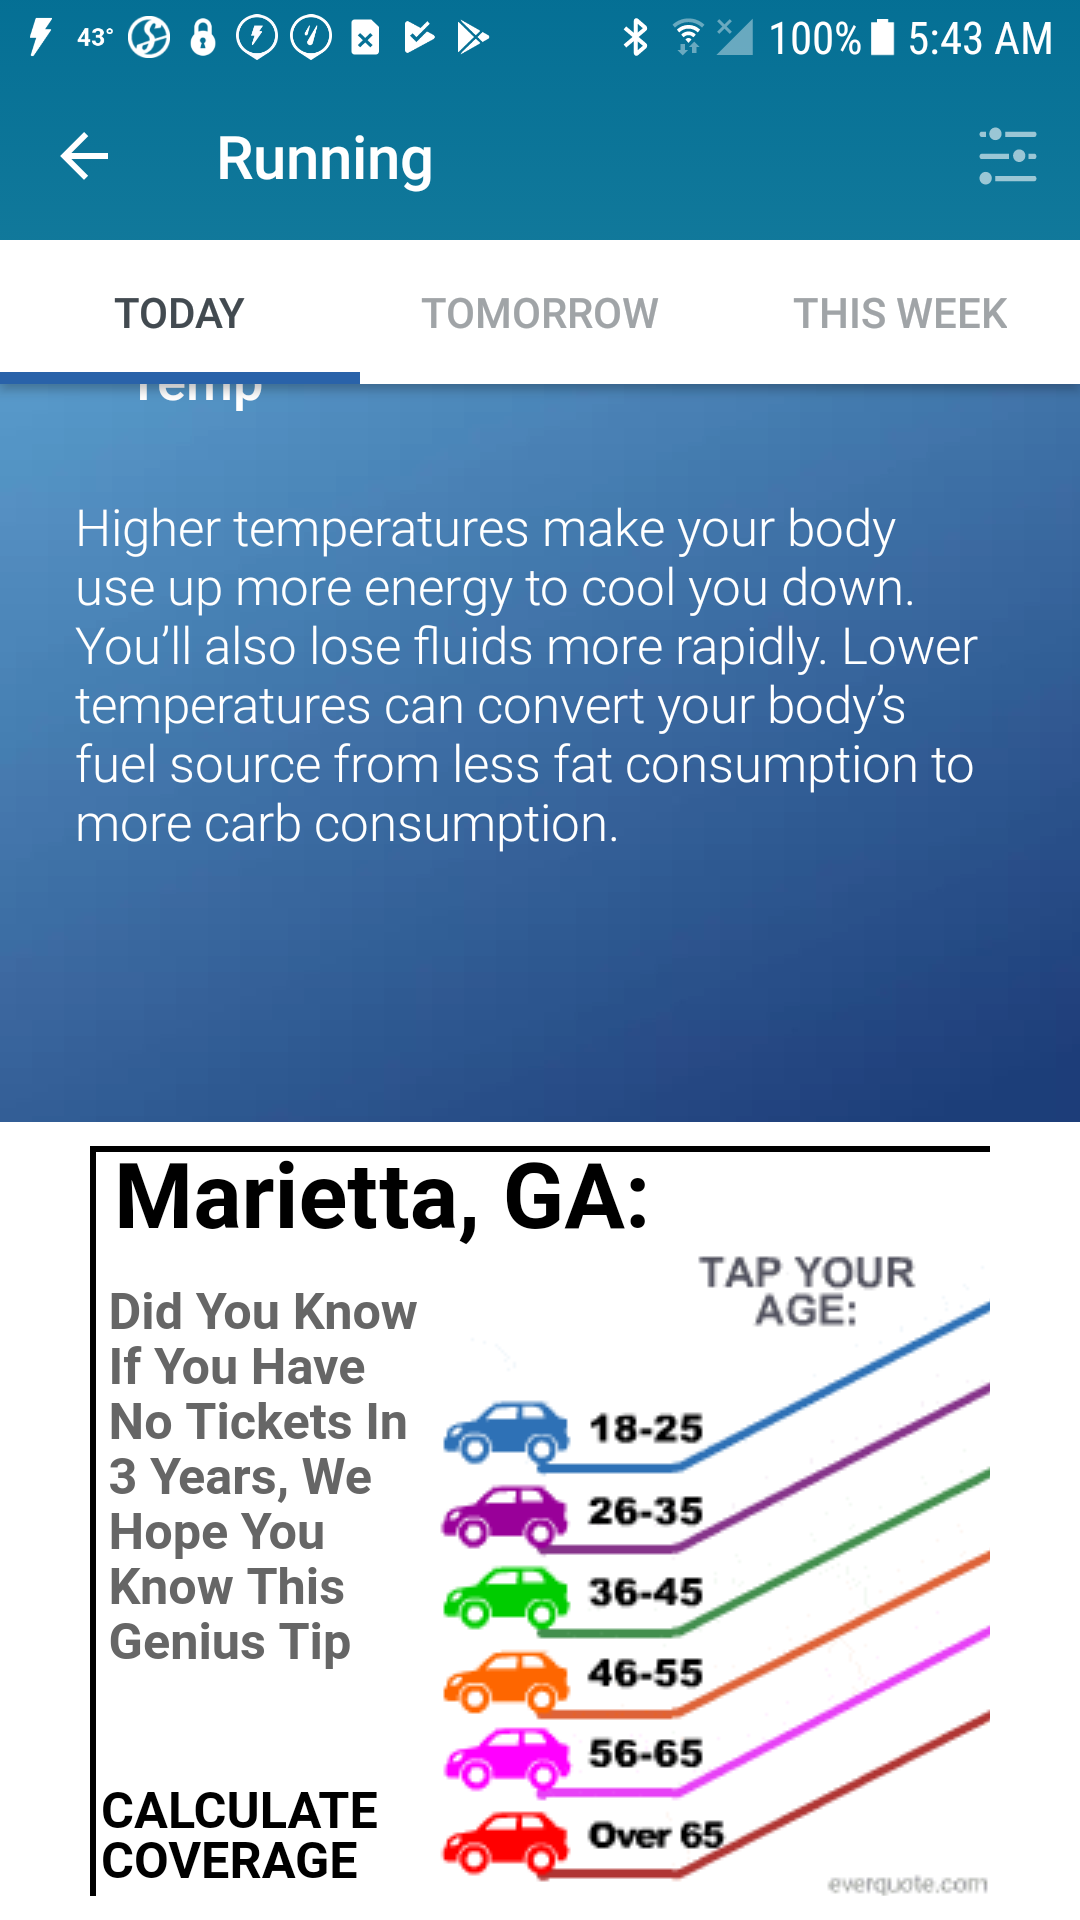 43° 100% 5:43 AM
Running
TODAY TOMORROW THIS WEEK
Temp
Higher temperatures make your body
use up more energy to cool you down.
You’ll also lose fluids more rapidly. Lower
temperatures can convert your body’s
fuel source from less fat consumption to
more carb consumption.
Marietta, GA:
Did You Know
If You Have
No Tickets In
3 Years, We
Hope You
Know This
Genius Tip
CALCULATE
COVERAGE
TAP YOUR
AGE:
18-25
26-35
36-45
46-55
56-65
Over 65
everquote.com